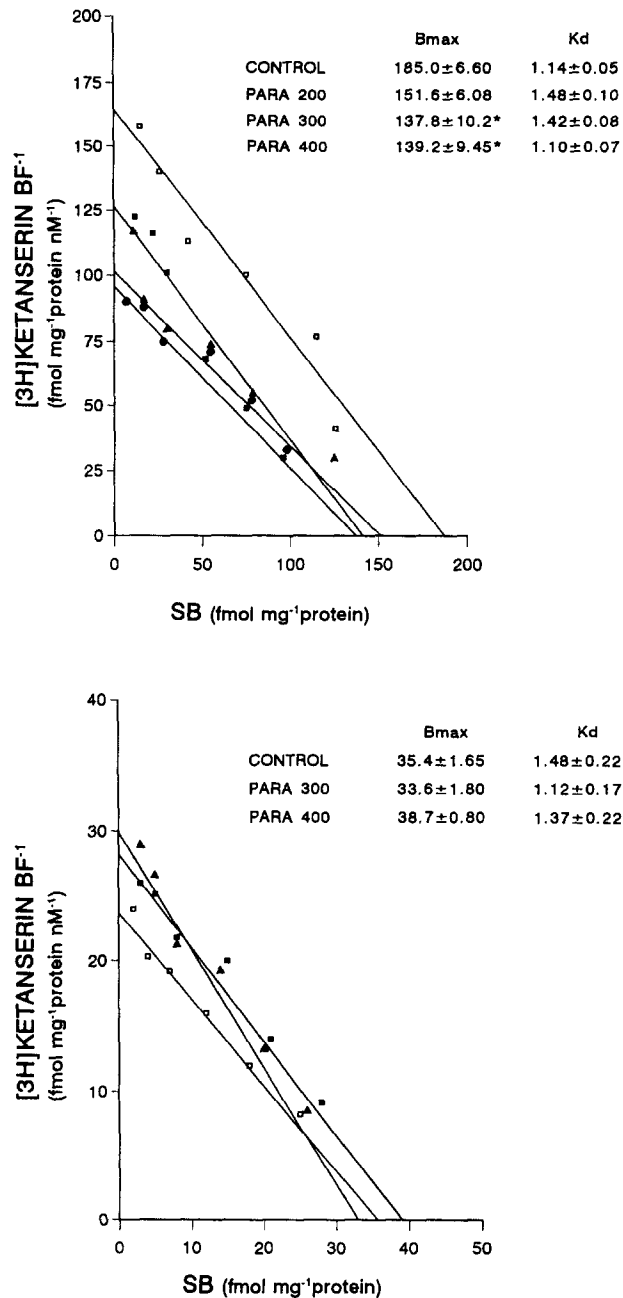 200
175
150
125
100
75
50
25
0
[3H]KETANSERIN BF-1
(fmol mg-1protein nM-1)
Bmax Kd
CONTROL 185.0±6.60 1.14±0.05
PARA 200 151.6±6.08 1.48±0.10
PARA 300 137.8±10.2* 1.42±0.08
PARA 400 139.2±9.45* 1.10±0.07
0 50 100 150 200
SB (fmol mg-1protein)
40
30
20
10
0
[3H]KETANSERIN BF-1
(fmol mg-1protein nM-1)
Bmax Kd
CONTROL 35.4±1.65 1.48±0.22
PARA 300 33.6±1.80 1.12±0.17
PARA 400 38.7±0.80 1.37±0.22
0 10 20 30 40 50
SB (fmol mg-1protein)